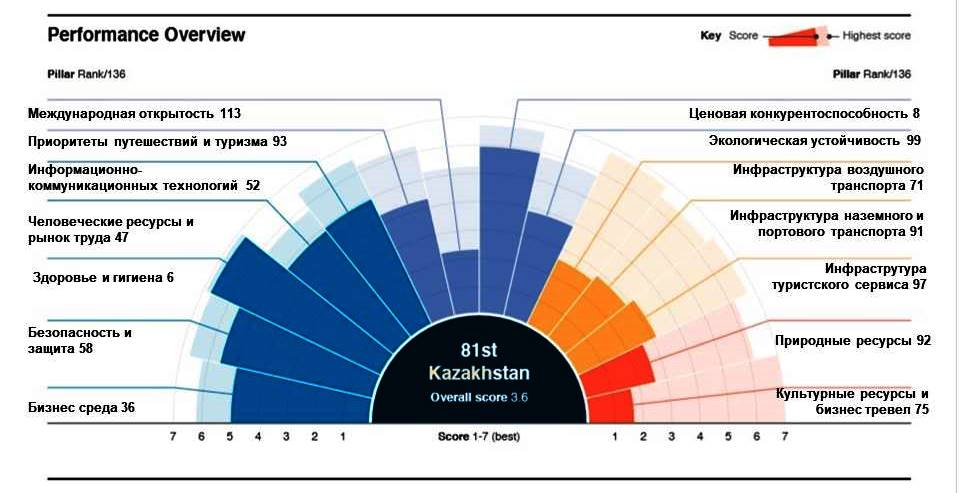 Performance Overview
Key Score Highest score
Pillar Rank/136
Pillar Rank/136
Международная открытость 113
Приоритеты путешествий и туризма 93
Информационно-
коммуникационных технологий 52
Человеческие ресурсы и
рынок труда 47
Здоровье и гигиена 6
Безопасность и
защита 58
Бизнес среда 36
Ценовая конкурентоспособность 8
Экологическая устойчивость 99
Инфраструктура воздушного
транспорта 71
Инфраструктура наземного и
портового транспорта 91
Инфраструтура
туристского сервиса 97
Природные ресурсы 92
Культурные ресурсы и
бизнес тревел 75
81st
Kazakhstan
Overall score 3.6
7 6 5 4 3 2 1
Score 1-7 (best)
1 2 3 4 5 6 7